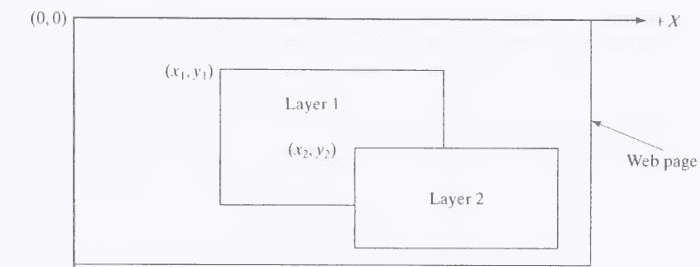 (0, 0)
+X
(x₁, y₁)
Layer 1
(x₂, y₂)
Web page
Layer 2